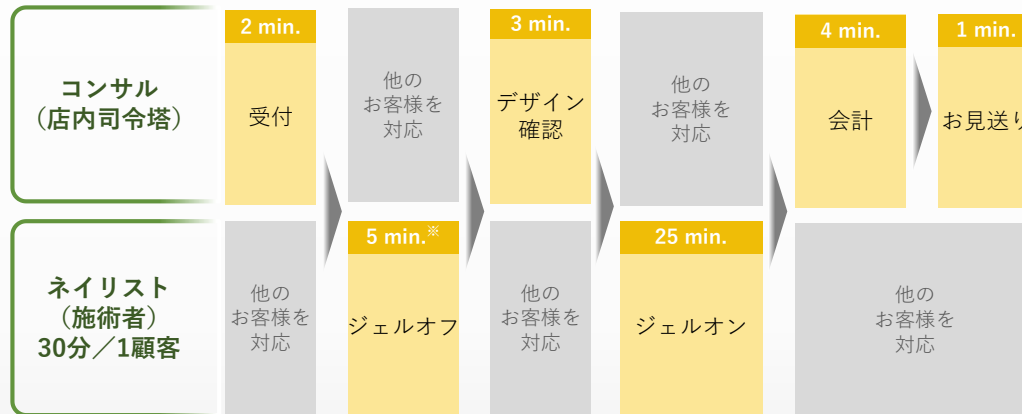 コンサル
（店内司令塔）
2 min.
受付
他の
お客様を
対応
3 min.
デザイン
確認
他の
お客様を
対応
4 min.
会計
1 min.
お見送り
ネイリスト
（施術者）
30分／1顧客
他の
お客様を
対応
5 min.※
ジェルオフ
他の
お客様を
対応
25 min.
ジェルオン
他の
お客様を
対応